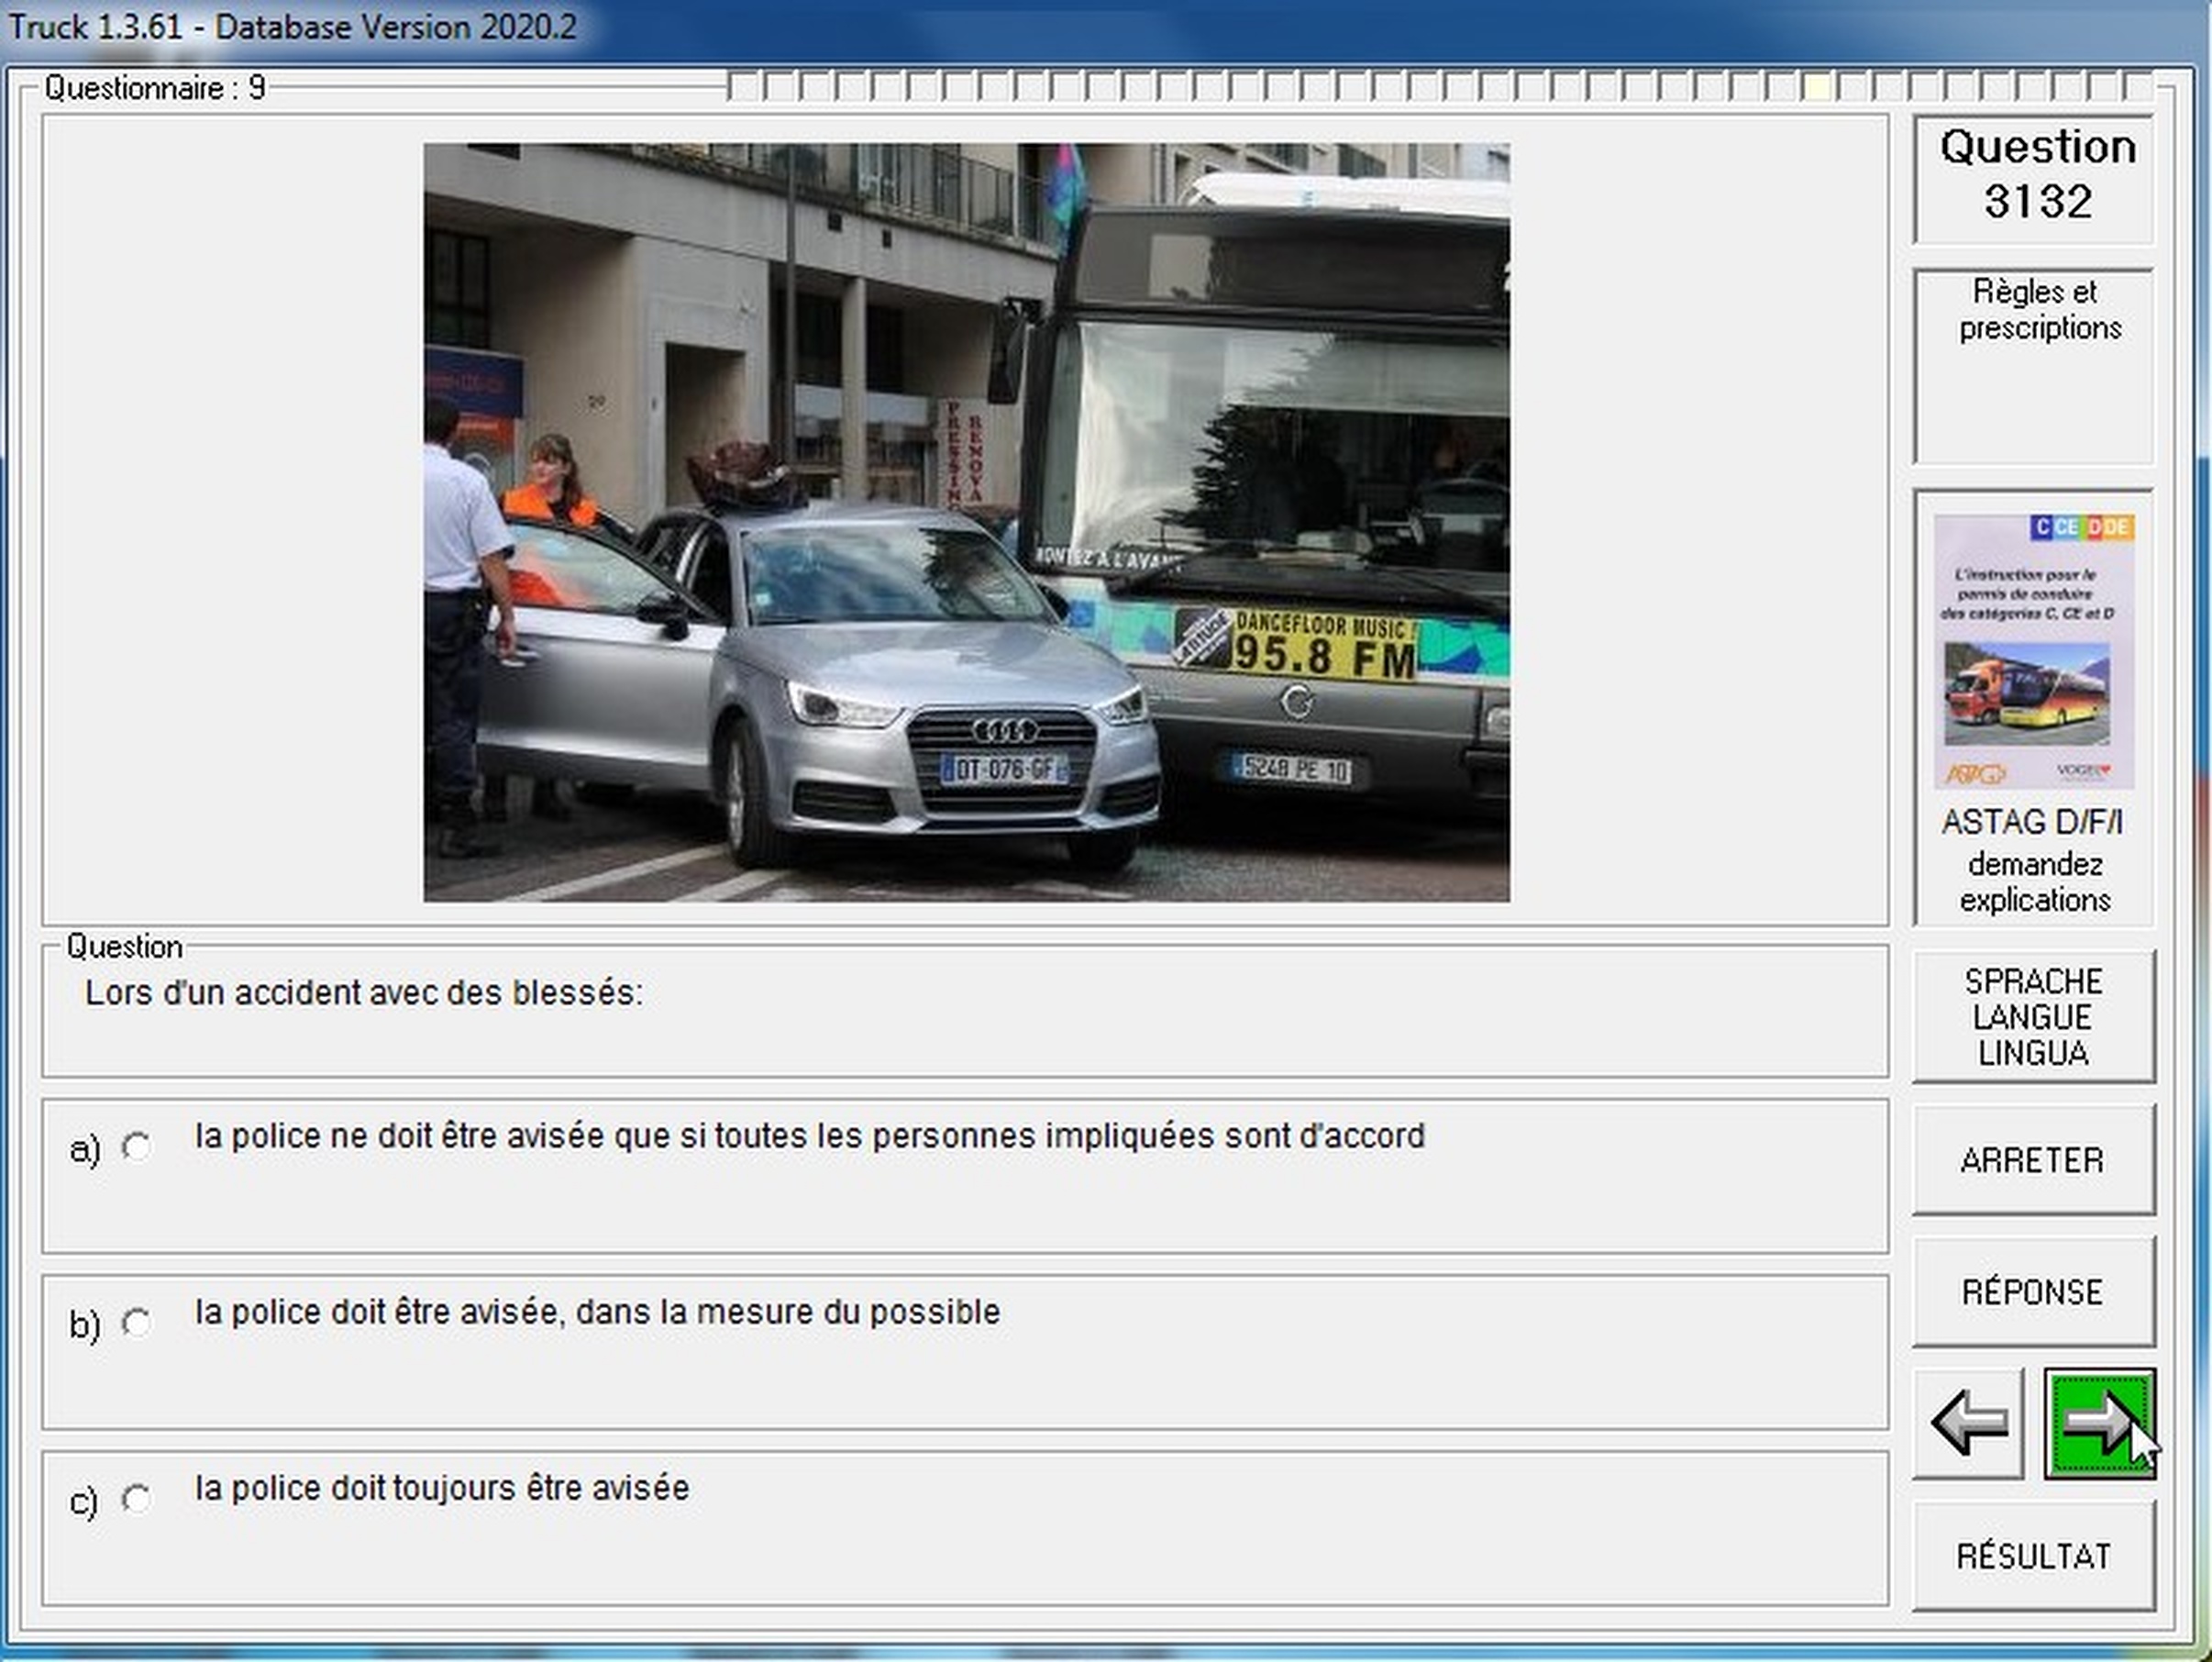 Truck 1.3.61 - Database Version 2020.2
Questionnaire : 9
Question
3132
Règles et
prescriptions
PRESSING
RENOVA
MONTEZ A L'AVANT
LATITUDE
DANCEFLOOR MUSIC !
95.8 FM
DT-076-GF
5248 PE 10
C CE D DE
L'instruction pour le
permis de conduire
des catégories C, CE et D
ASTAG
VOGEL
ASTAG D/F/I
demandez
explications
Question
Lors d'un accident avec des blessés:
a) la police ne doit être avisée que si toutes les personnes impliquées sont d'accord
b) la police doit être avisée, dans la mesure du possible
c) la police doit toujours être avisée
SPRACHE
LANGUE
LINGUA
ARRETER
RÉPONSE
RÉSULTAT